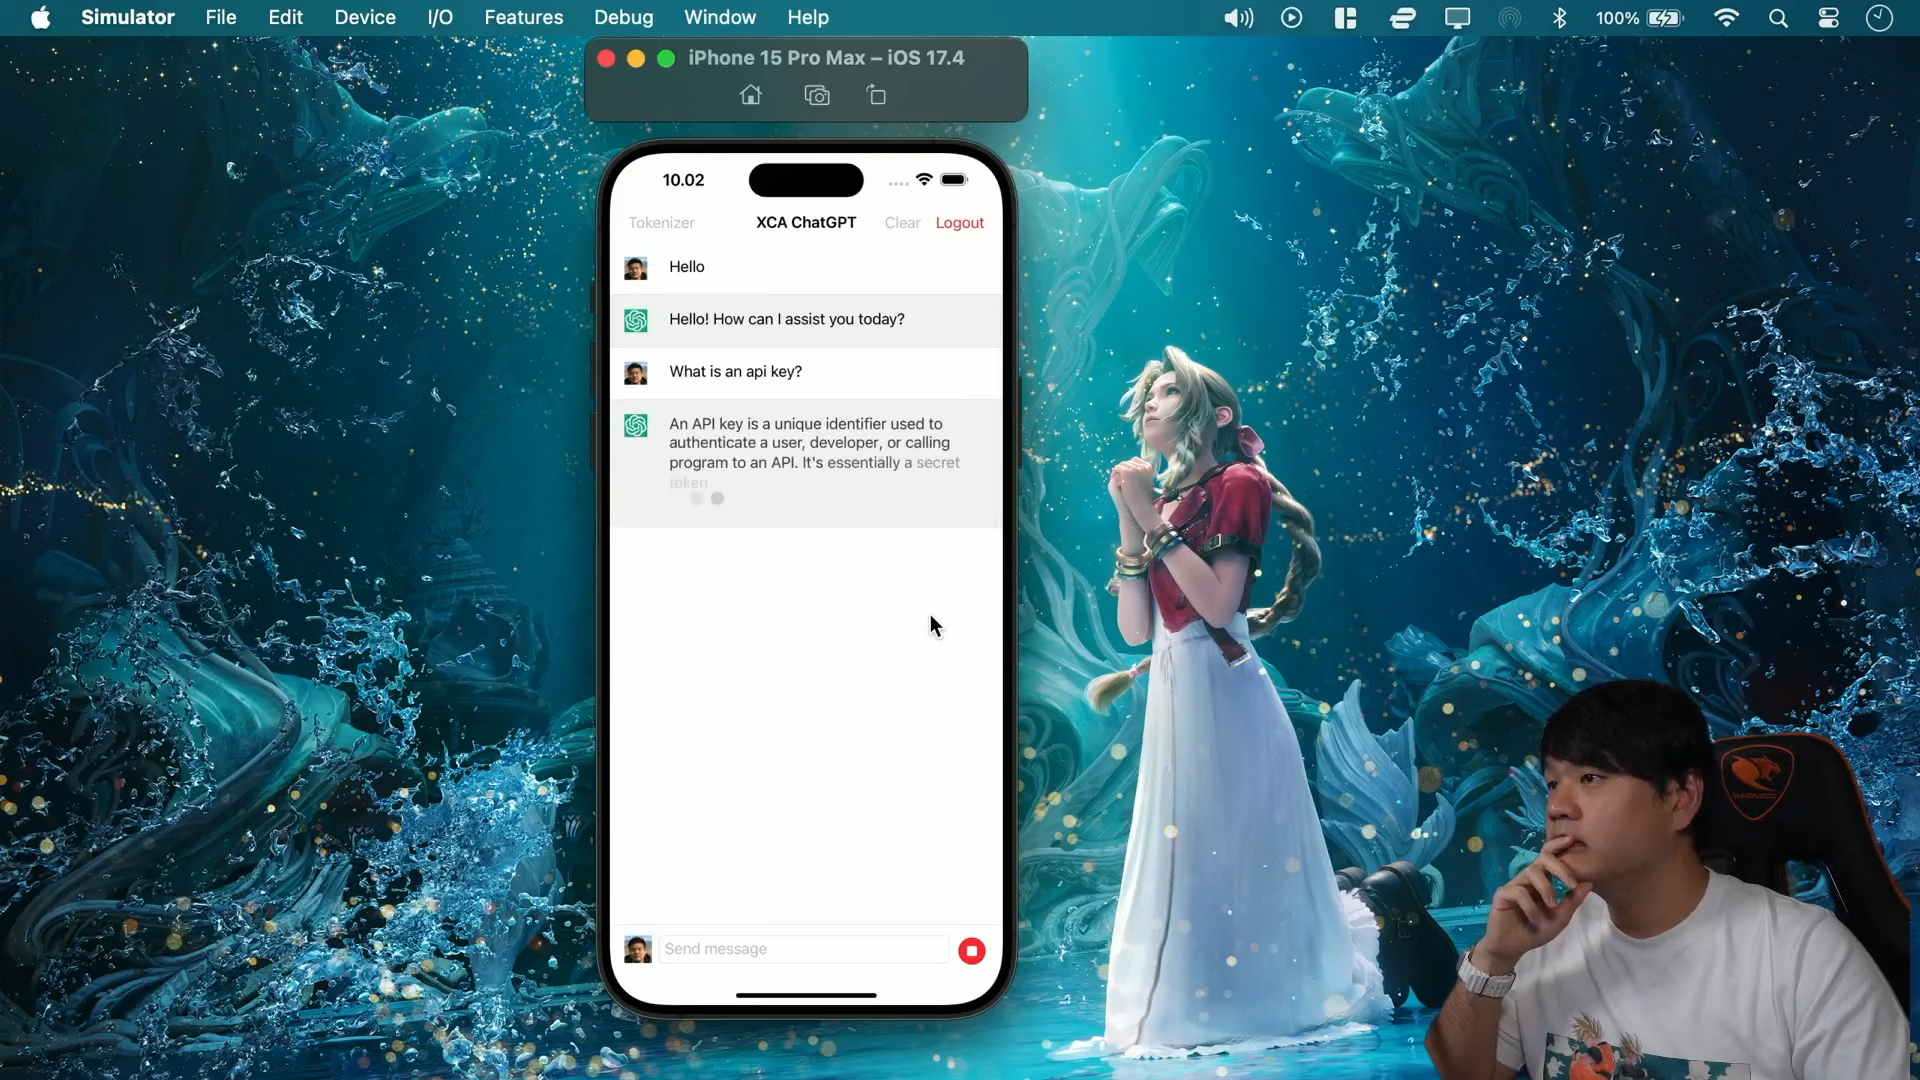 Simulator File Edit Device I/O Features Debug Window Help 100%
iPhone 15 Pro Max – iOS 17.4
10.02
Tokenizer XCA ChatGPT Clear Logout
Hello
Hello! How can I assist you today?
What is an api key?
An API key is a unique identifier used to
authenticate a user, developer, or calling
program to an API. It's essentially a secret
token
Send message